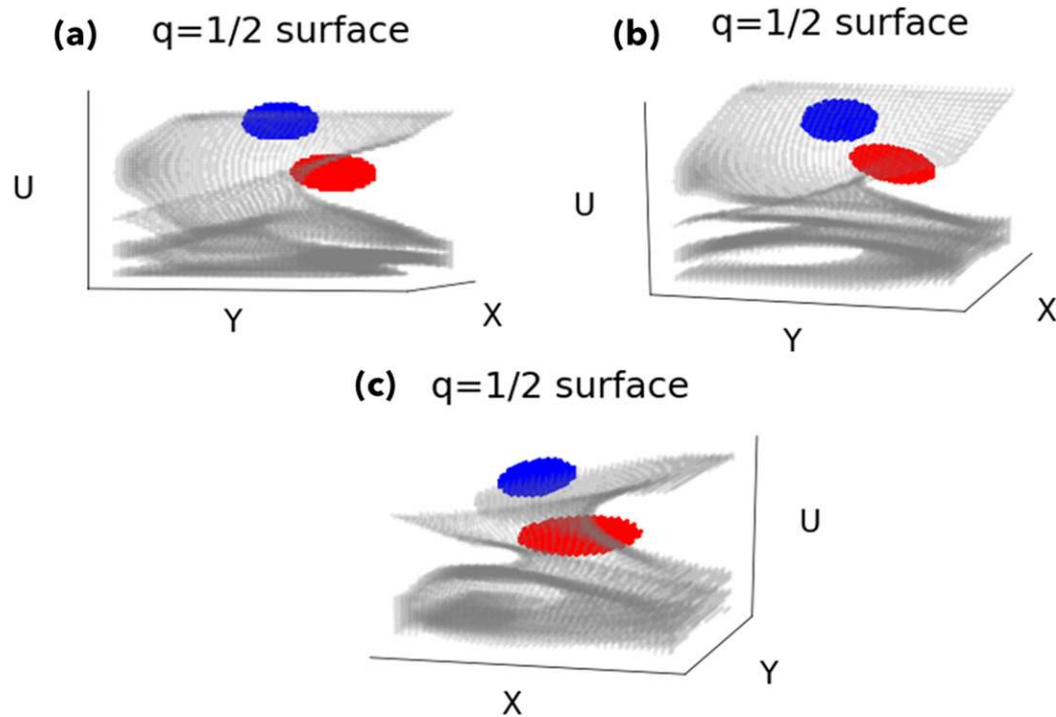 (a) q=1/2 surface
(b) q=1/2 surface
U
Y
X
U
Y
X
(c) q=1/2 surface
U
X
Y